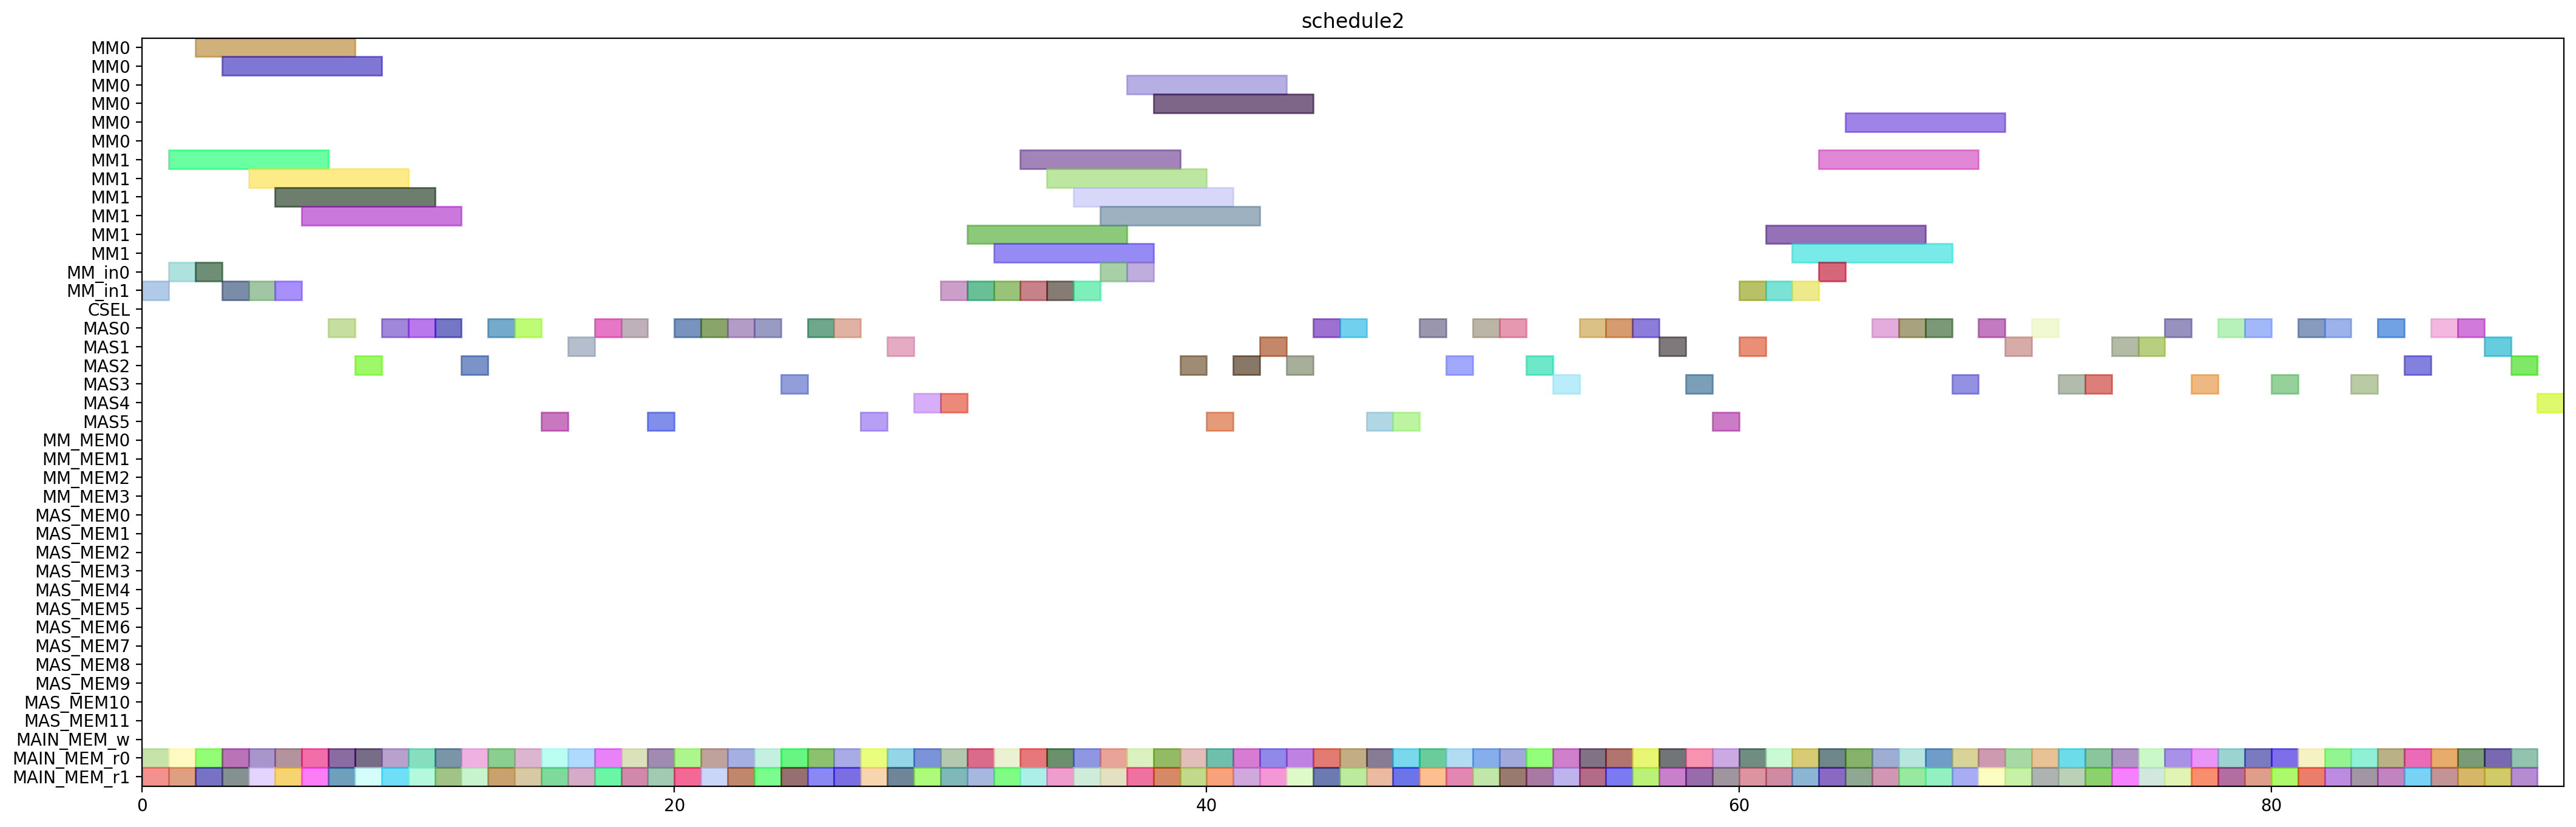 schedule2
MM0
MM0
MM0
MM0
MM0
MM0
MM1
MM1
MM1
MM1
MM1
MM1
MM_in0
MM_in1
CSEL
MAS0
MAS1
MAS2
MAS3
MAS4
MAS5
MM_MEM0
MM_MEM1
MM_MEM2
MM_MEM3
MAS_MEM0
MAS_MEM1
MAS_MEM2
MAS_MEM3
MAS_MEM4
MAS_MEM5
MAS_MEM6
MAS_MEM7
MAS_MEM8
MAS_MEM9
MAS_MEM10
MAS_MEM11
MAIN_MEM_w
MAIN_MEM_r0
MAIN_MEM_r1
0 20 40 60 80